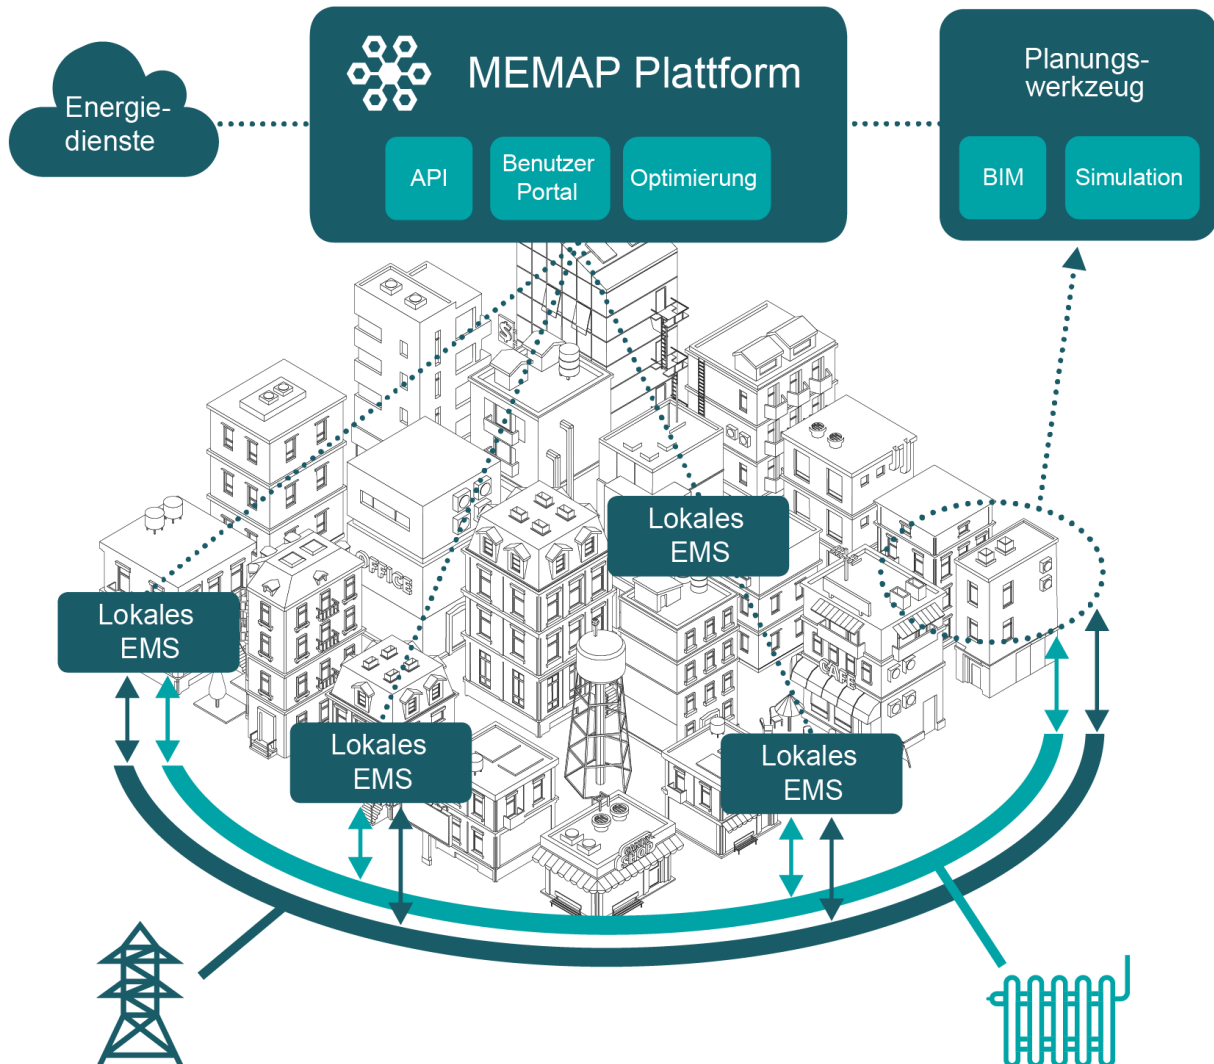 Energie-
dienste
MEMAP Plattform
API
Benutzer
Portal
Optimierung
Planungs-
werkzeug
BIM
Simulation
$
OFFICE
Lokales
EMS
Lokales
EMS
CAFE
Lokales
EMS
Lokales
EMS
SHOP